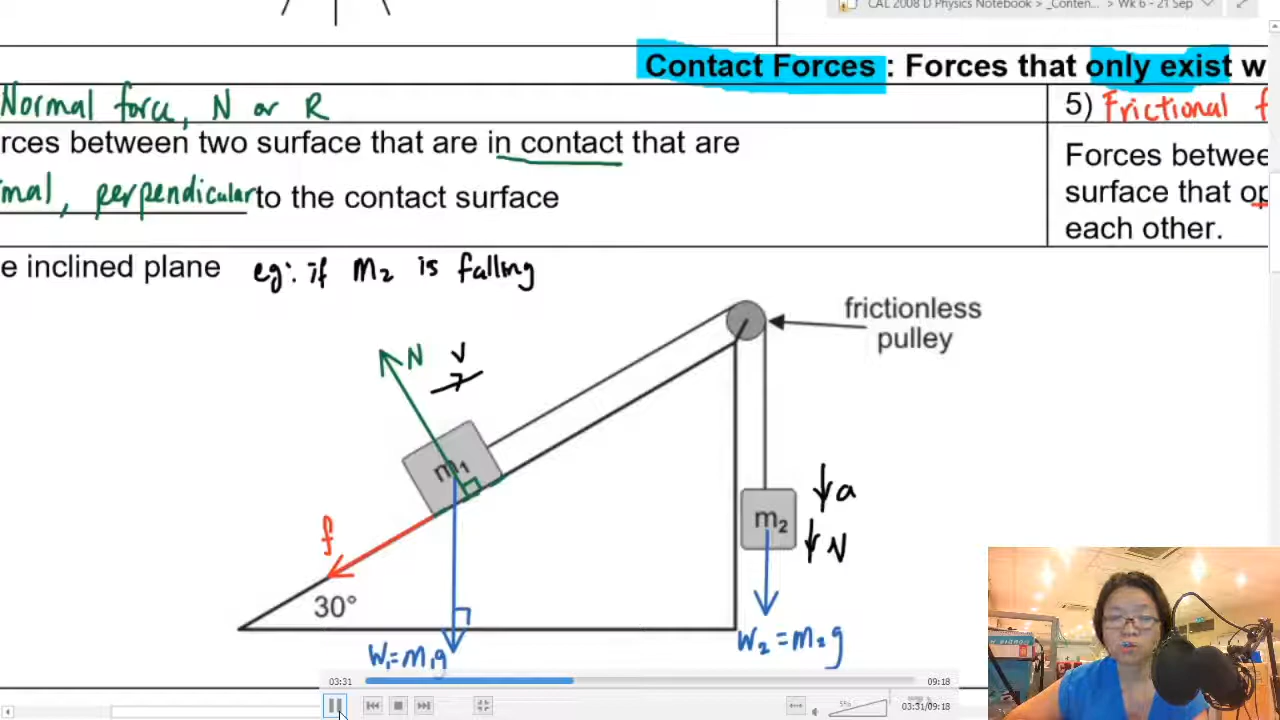 CAL 2008 D Physics Notebook > _Conten... > Wk 6 - 21 Sep
Contact Forces : Forces that only exist w
Normal force, N or R
5) Frictional f
rces between two surface that are in contact that are
mal, perpendicular to the contact surface
Forces betwee
surface that op
each other.
e inclined plane eg: if m2 is falling
frictionless
pulley
N
v
m1
a
m2
N
f
30°
W1=m1g
W2=m2g
03:31
09:18
5%
03:31/09:18